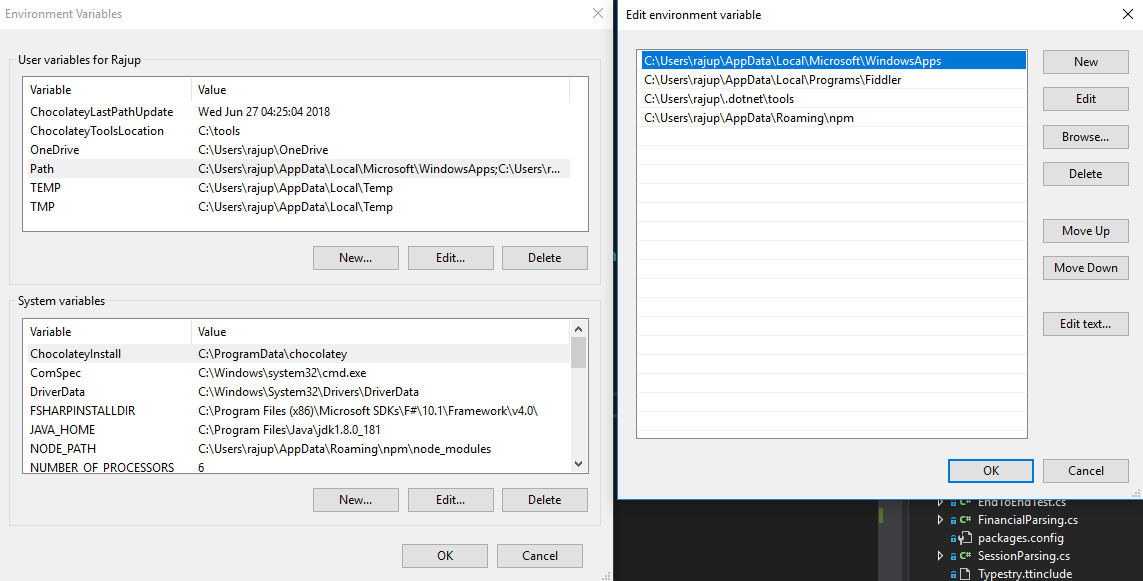 Environment Variables
User variables for Rajup
Variable Value
ChocolateyLastPathUpdate Wed Jun 27 04:25:04 2018
ChocolateyToolsLocation C:\tools
OneDrive C:\Users\rajup\OneDrive
Path C:\Users\rajup\AppData\Local\Microsoft\WindowsApps;C:\Users\r...
TEMP C:\Users\rajup\AppData\Local\Temp
TMP C:\Users\rajup\AppData\Local\Temp
New... Edit... Delete
System variables
Variable Value
ChocolateyInstall C:\ProgramData\chocolatey
ComSpec C:\Windows\system32\cmd.exe
DriverData C:\Windows\System32\Drivers\DriverData
FSHARPINSTALLDIR C:\Program Files (x86)\Microsoft SDKs\F#\10.1\Framework\v4.0\
JAVA_HOME C:\Program Files\Java\jdk1.8.0_181
NODE_PATH C:\Users\rajup\AppData\Roaming\npm\node_modules
NUMBER_OF_PROCESSORS 6
New... Edit... Delete
OK Cancel
Edit environment variable
C:\Users\rajup\AppData\Local\Microsoft\WindowsApps
C:\Users\rajup\AppData\Local\Programs\Fiddler
C:\Users\rajup\.dotnet\tools
C:\Users\rajup\AppData\Roaming\npm
New
Edit
Browse...
Delete
Move Up
Move Down
Edit text...
OK Cancel
C# EndToEndTest.cs
C# FinancialParsing.cs
packages.config
C# SessionParsing.cs
Typestry.ttinclude